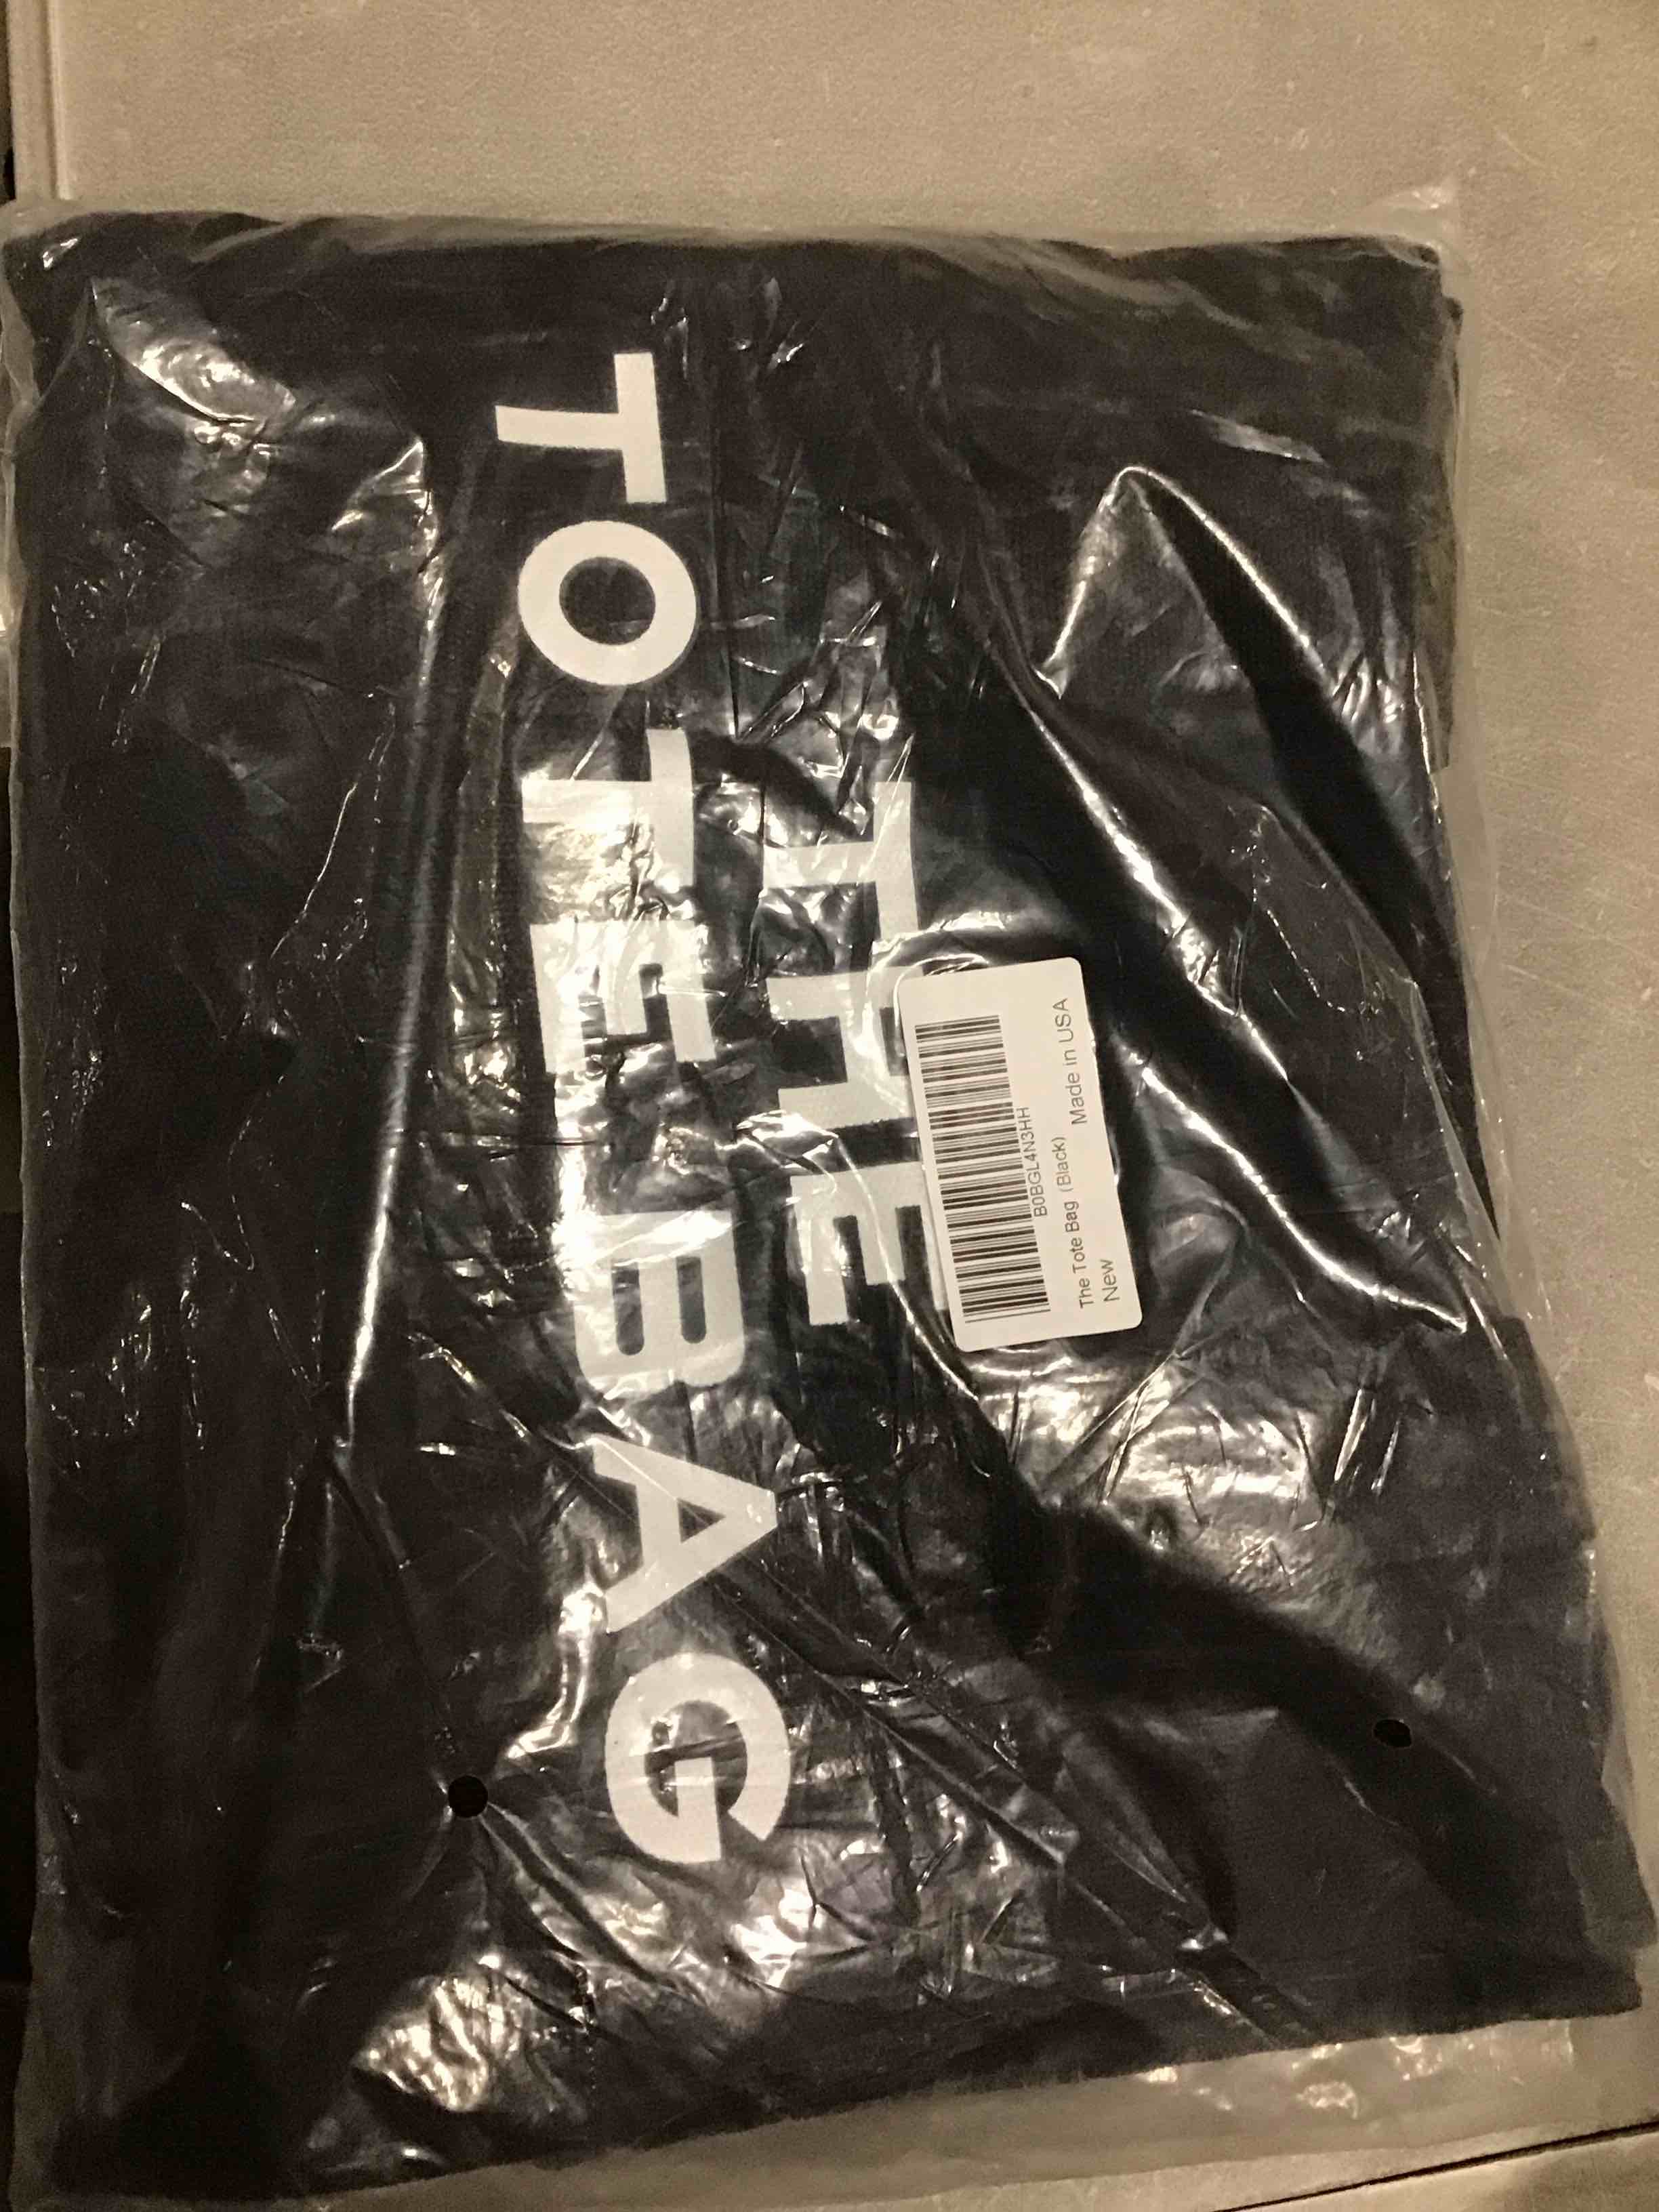 THE
TOTE BAG
B0BGL4N3HH
The Tote Bag (Black) Made in USA
New